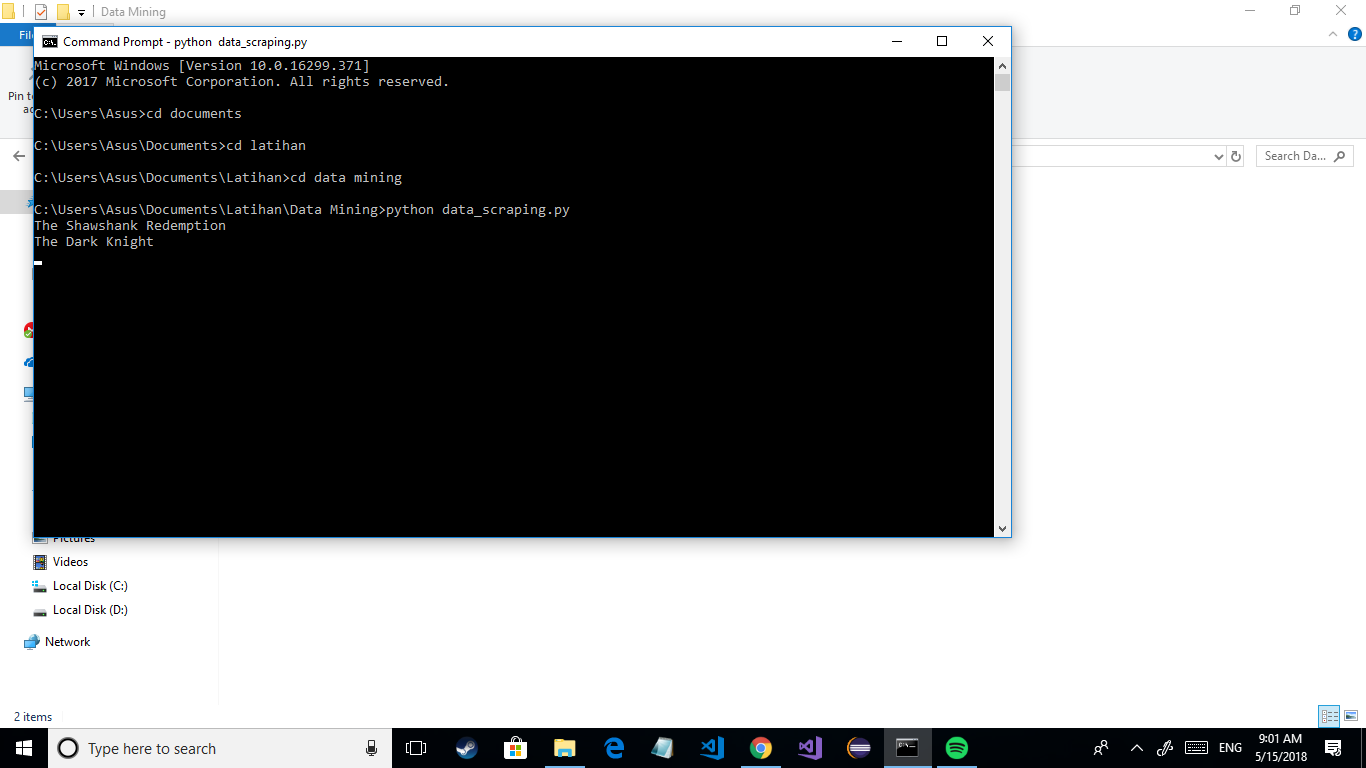 Data Mining
Fil
Command Prompt - python  data_scraping.py
Microsoft Windows [Version 10.0.16299.371]
(c) 2017 Microsoft Corporation. All rights reserved.
Pin to
C:\Users\Asus>cd documents
C:\Users\Asus\Documents>cd latihan
Search Da...
C:\Users\Asus\Documents\Latihan>cd data mining
C:\Users\Asus\Documents\Latihan\Data Mining>python data_scraping.py
The Shawshank Redemption
The Dark Knight
Pictures
Videos
Local Disk (C:)
Local Disk (D:)
Network
2 items
Type here to search
ENG
9:01 AM
5/15/2018